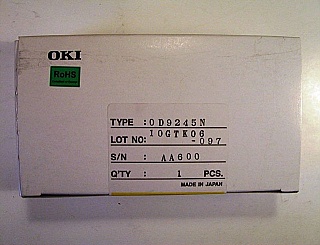 OKI
RoHS
TYPE :OD9245N
LOT NO: 10GTK06
-097
S/N : AA600
Q'TY : 1 PCS.
MADE IN JAPAN